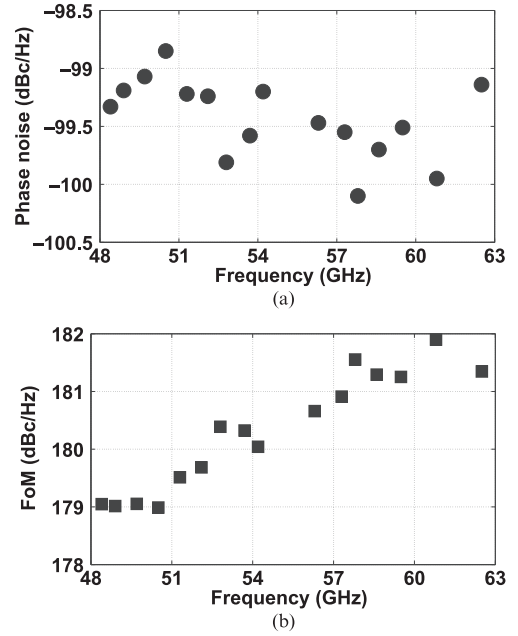 −98.5
−99
−99.5
−100
−100.5
Phase noise (dBc/Hz)
48 51 54 57 60 63
Frequency (GHz)
(a)
182
181
180
179
178
FoM (dBc/Hz)
48 51 54 57 60 63
Frequency (GHz)
(b)